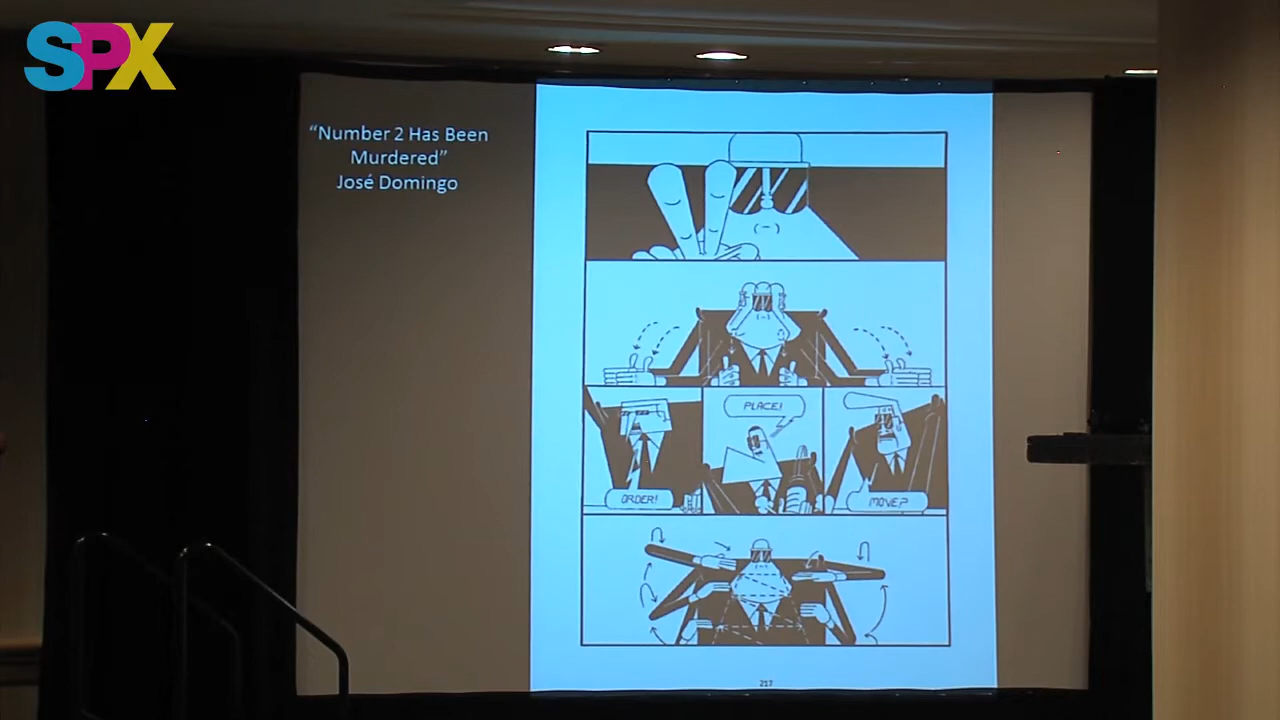 SPX
“Number 2 Has Been
Murdered”
José Domingo
PLACE!
ORDER!
MOVE?
217